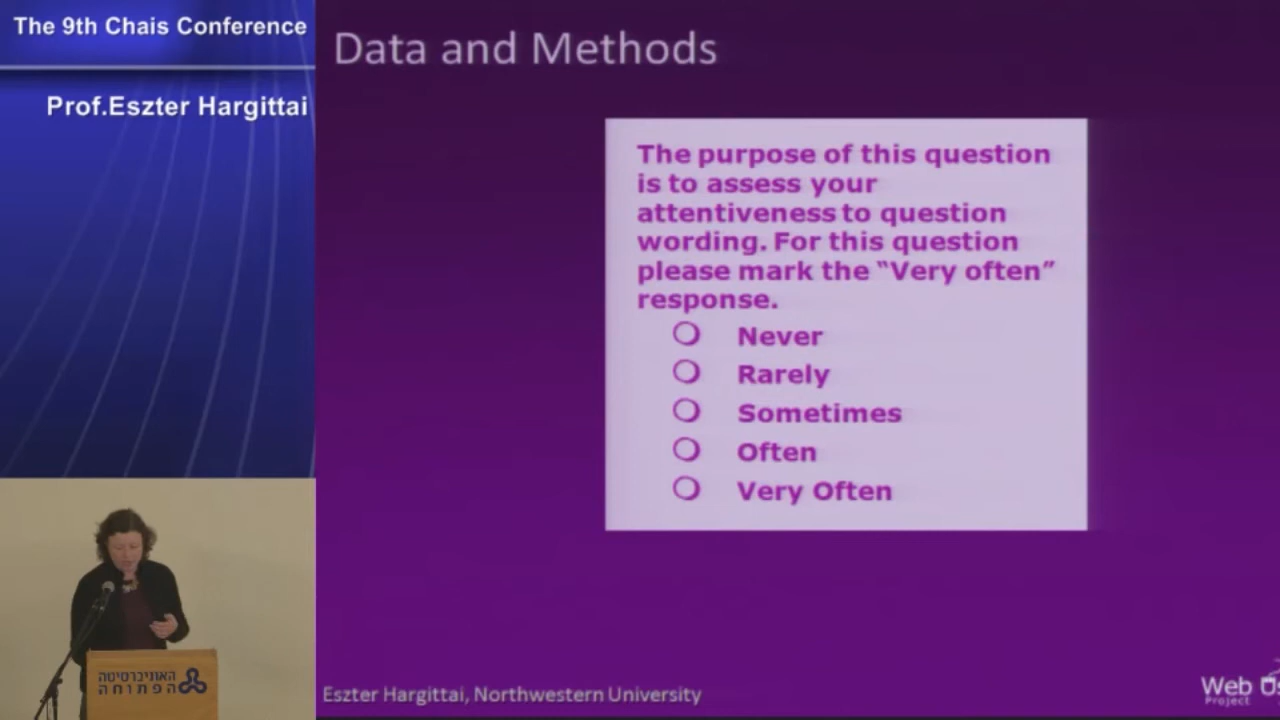 The 9th Chais Conference
Prof.Eszter Hargittai
Data and Methods
The purpose of this question
is to assess your
attentiveness to question
wording. For this question
please mark the “Very often”
response.
Never
Rarely
Sometimes
Often
Very Often
האוניברסיטה
הפתוחה
Eszter Hargittai, Northwestern University
Web
Project